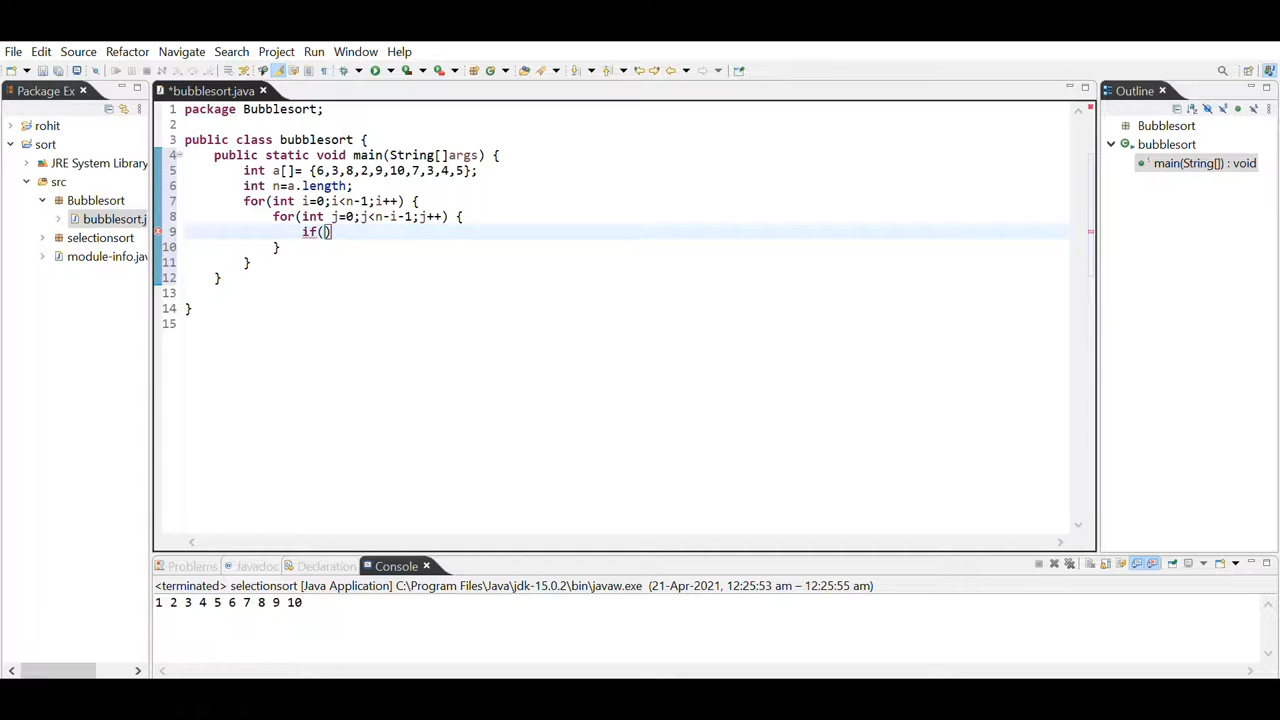 File Edit Source Refactor Navigate Search Project Run Window Help
Package Ex
*bubblesort.java
Outline
rohit
sort
JRE System Library
src
Bubblesort
bubblesort.j
selectionsort
module-info.jav
1 package Bubblesort;
2
3 public class bubblesort {
4 public static void main(String[]args) {
5 int a[]= {6,3,8,2,9,10,7,3,4,5};
6 int n=a.length;
7 for(int i=0;i<n-1;i++) {
8 for(int j=0;j<n-i-1;j++) {
9 if()
10 }
11 }
12 }
13
14 }
15
Bubblesort
bubblesort
main(String[]) : void
Problems Javadoc Declaration Console
<terminated> selectionsort [Java Application] C:\Program Files\Java\jdk-15.0.2\bin\javaw.exe (21-Apr-2021, 12:25:53 am – 12:25:55 am)
1 2 3 4 5 6 7 8 9 10